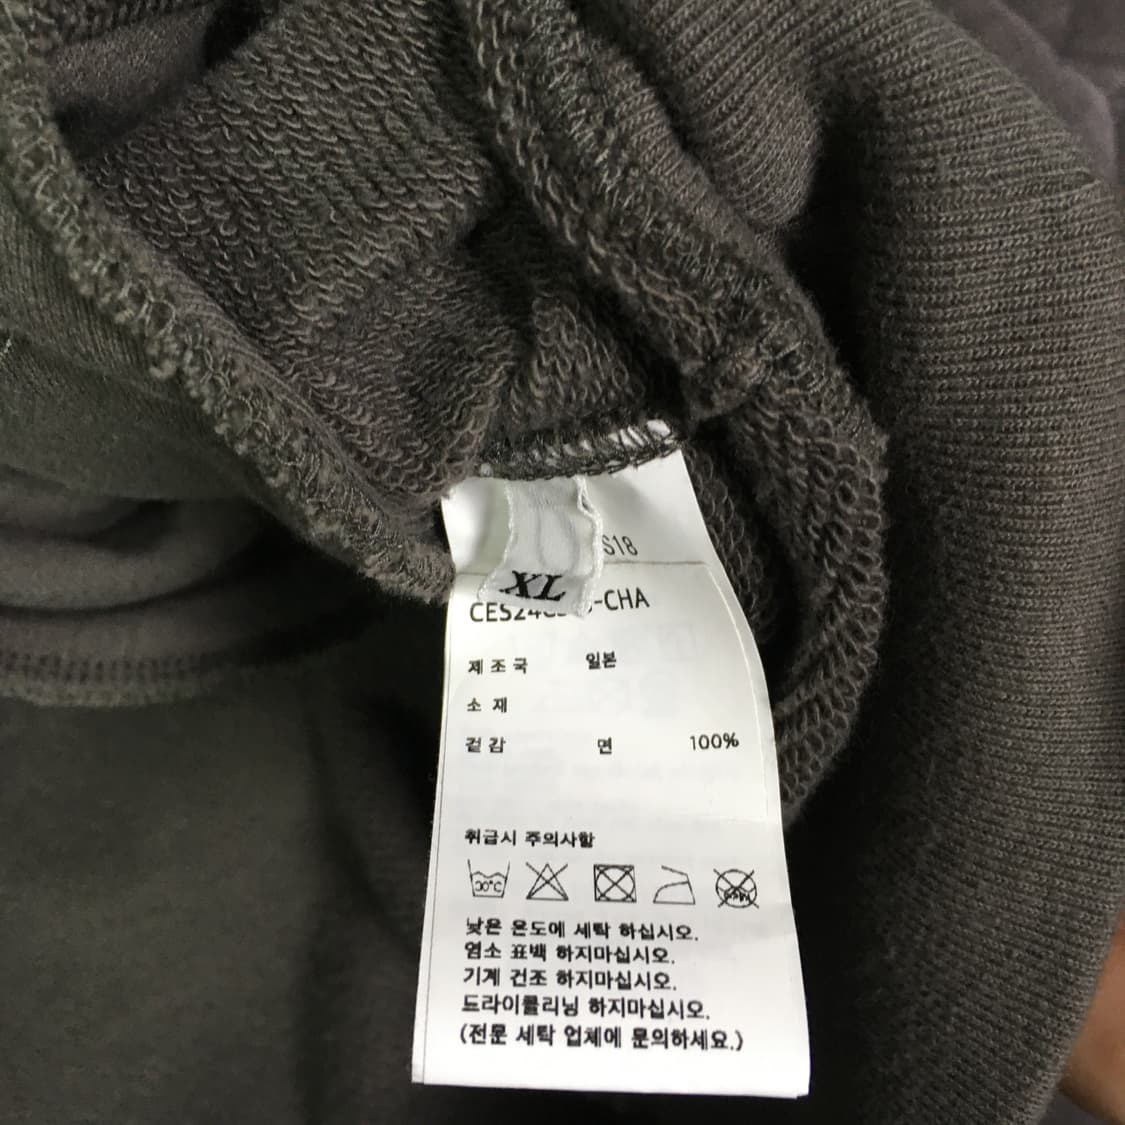 S18
XL
-CHA
제조국 일본
소 재
겉감 면 100%
취급시 주의사항
30℃
낮은 온도에 세탁 하십시오.
염소 표백 하지마십시오.
기계 건조 하지마십시오.
드라이클리닝 하지마십시오.
(전문 세탁 업체에 문의하세요.)